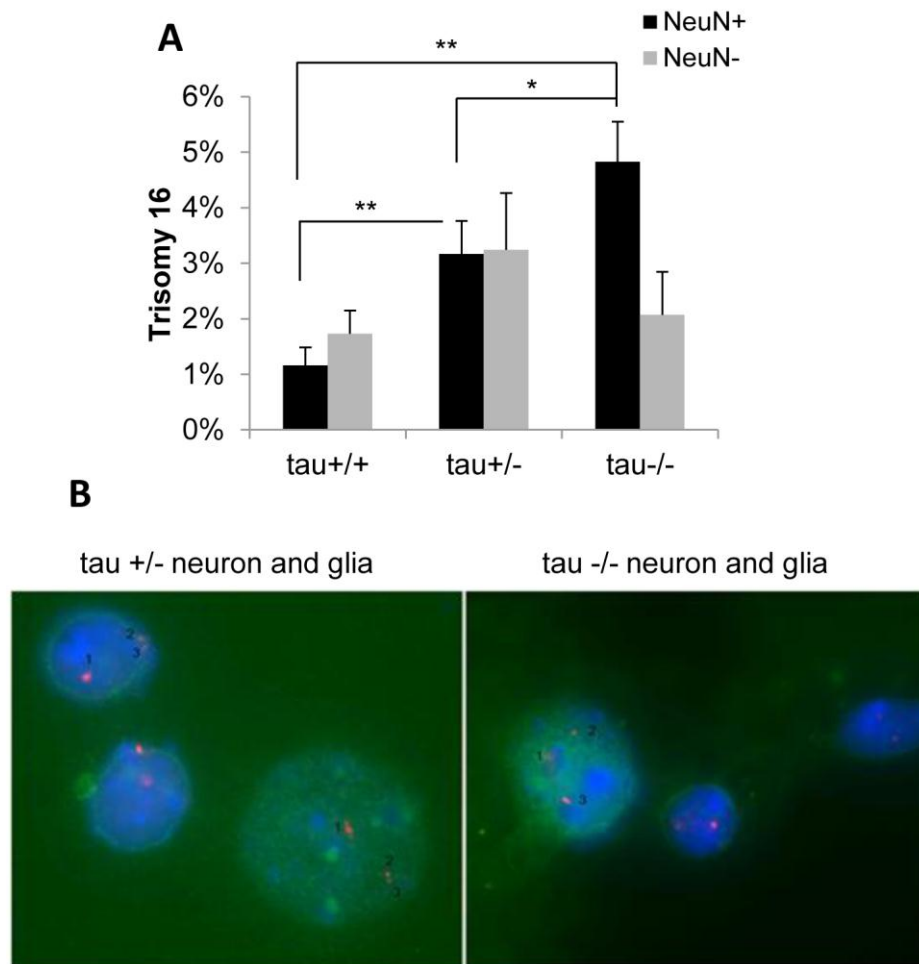 A
NeuN+
NeuN-
**
*
**
Trisomy 16
6%
5%
4%
3%
2%
1%
0%
tau+/+
tau+/-
tau-/-
B
tau +/- neuron and glia
tau -/- neuron and glia
1
2
3
1
2
3
1
2
3